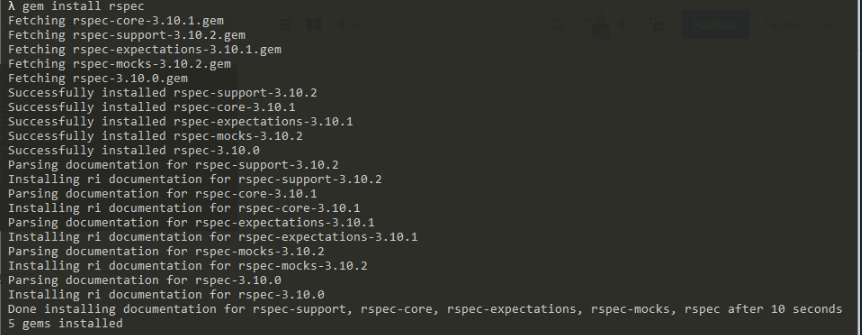 λ gem install rspec
Fetching rspec-core-3.10.1.gem
Fetching rspec-support-3.10.2.gem
Fetching rspec-expectations-3.10.1.gem
Fetching rspec-mocks-3.10.2.gem
Fetching rspec-3.10.0.gem
Successfully installed rspec-support-3.10.2
Successfully installed rspec-core-3.10.1
Successfully installed rspec-expectations-3.10.1
Successfully installed rspec-mocks-3.10.2
Successfully installed rspec-3.10.0
Parsing documentation for rspec-support-3.10.2
Installing ri documentation for rspec-support-3.10.2
Parsing documentation for rspec-core-3.10.1
Installing ri documentation for rspec-core-3.10.1
Parsing documentation for rspec-expectations-3.10.1
Installing ri documentation for rspec-expectations-3.10.1
Parsing documentation for rspec-mocks-3.10.2
Installing ri documentation for rspec-mocks-3.10.2
Parsing documentation for rspec-3.10.0
Installing ri documentation for rspec-3.10.0
Done installing documentation for rspec-support, rspec-core, rspec-expectations, rspec-mocks, rspec after 10 seconds
5 gems installed